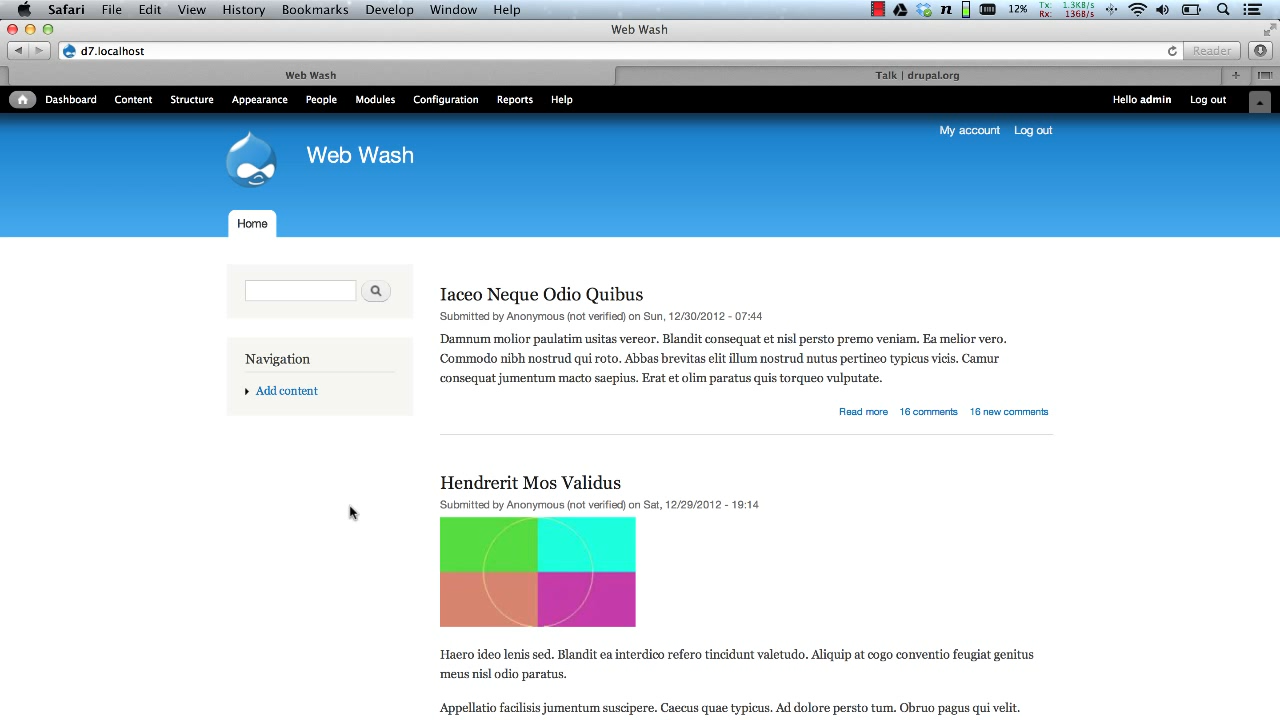 Safari File Edit View History Bookmarks Develop Window Help 12% Tx: 1.3KB/s
Rx: 136B/s
Web Wash
d7.localhost Reader
Web Wash Talk | drupal.org
Dashboard Content Structure Appearance People Modules Configuration Reports Help Hello admin Log out
My account Log out
Web Wash
Home
Navigation
Add content
Iaceo Neque Odio Quibus
Submitted by Anonymous (not verified) on Sun, 12/30/2012 - 07:44
Damnum molior paulatim usitas vereor. Blandit consequat et nisl persto premo veniam. Ea melior vero.
Commodo nibh nostrud qui roto. Abbas brevitas elit illum nostrud nutus pertineo typicus vicis. Camur
consequat jumentum macto saepius. Erat et olim paratus quis torqueo vulputate.
Read more 16 comments 16 new comments
Hendrerit Mos Validus
Submitted by Anonymous (not verified) on Sat, 12/29/2012 - 19:14
Haero ideo lenis sed. Blandit ea interdico refero tincidunt valetudo. Aliquip at cogo conventio feugiat genitus
meus nisl odio paratus.
Appellatio facilisis jumentum suscipere. Caecus quae typicus. Ad dolore persto tum. Obruo pagus qui velit.